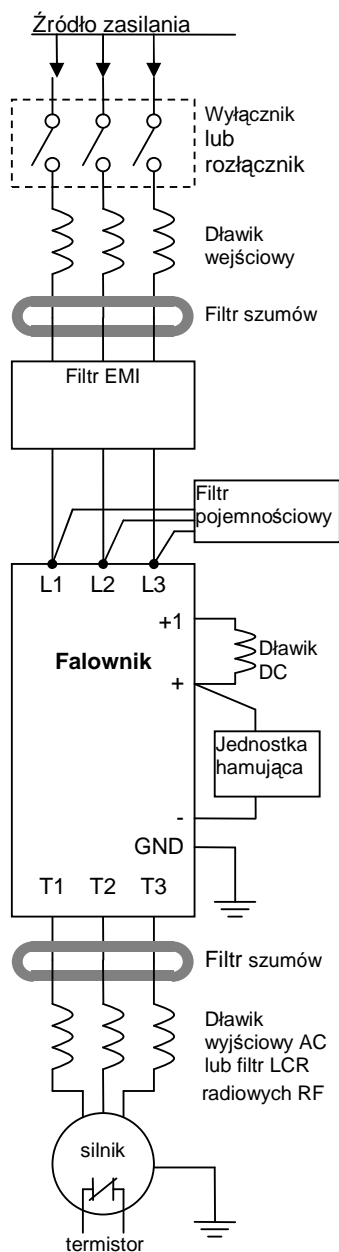 Źródło zasilania
Wyłącznik
lub
rozłącznik
Dławik
wejściowy
Filtr szumów
Filtr EMI
Filtr
pojemnościowy
L1 L2 L3
+1
Falownik
Dławik
DC
+
Jednostka
hamująca
-
GND
T1 T2 T3
Filtr szumów
Dławik
wyjściowy AC
lub filtr LCR
radiowych RF
silnik
termistor